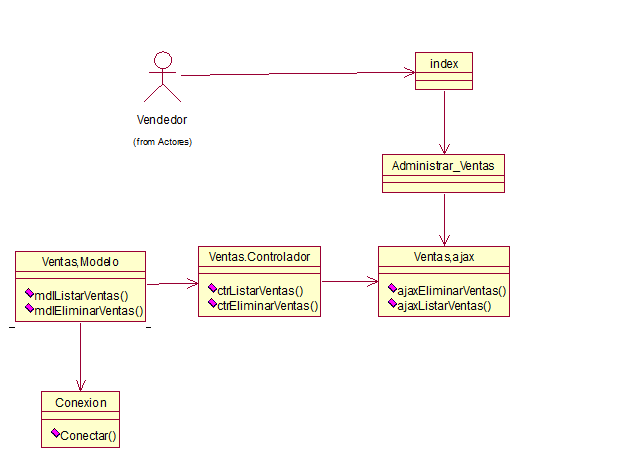 index
Vendedor
(from Actores)
Administrar_Ventas
Ventas,Modelo
mdlListarVentas()
mdlEliminarVentas()
Ventas.Controlador
ctrListarVentas()
ctrEliminarVentas()
Ventas,ajax
ajaxEliminarVentas()
ajaxListarVentas()
Conexion
Conectar()